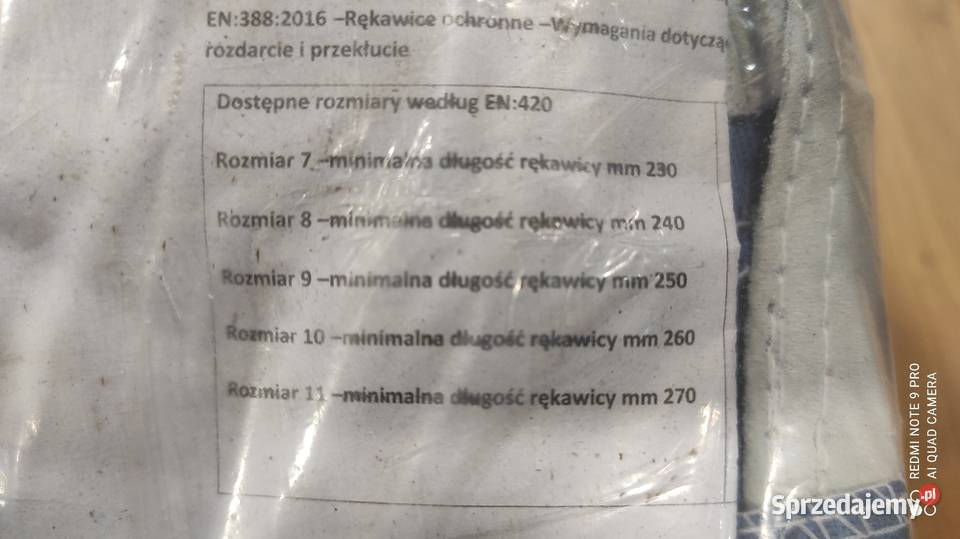 EN:388:2016 –Rękawice ochronne –Wymagania dotycząc
rozdarcie i przekłucie
Dostępne rozmiary według EN:420
Rozmiar 7 –minimalna długość rękawicy mm 230
Rozmiar 8 –minimalna długość rękawicy mm 240
Rozmiar 9 –minimalna długość rękawicy mm 250
Rozmiar 10 –minimalna długość rękawicy mm 260
Rozmiar 11 –minimalna długość rękawicy mm 270
REDMI NOTE 9 PRO
AI QUAD CAMERA
Sprzedajemy.pl